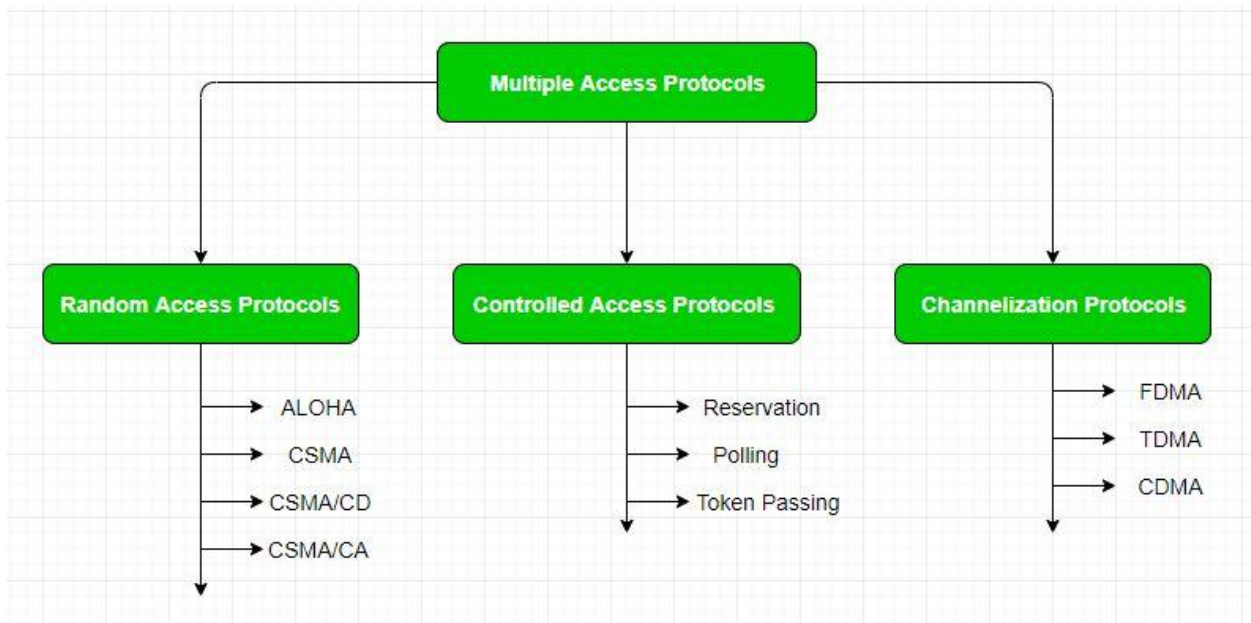 Multiple Access Protocols
Random Access Protocols
ALOHA
CSMA
CSMA/CD
CSMA/CA
Controlled Access Protocols
Reservation
Polling
Token Passing
Channelization Protocols
FDMA
TDMA
CDMA